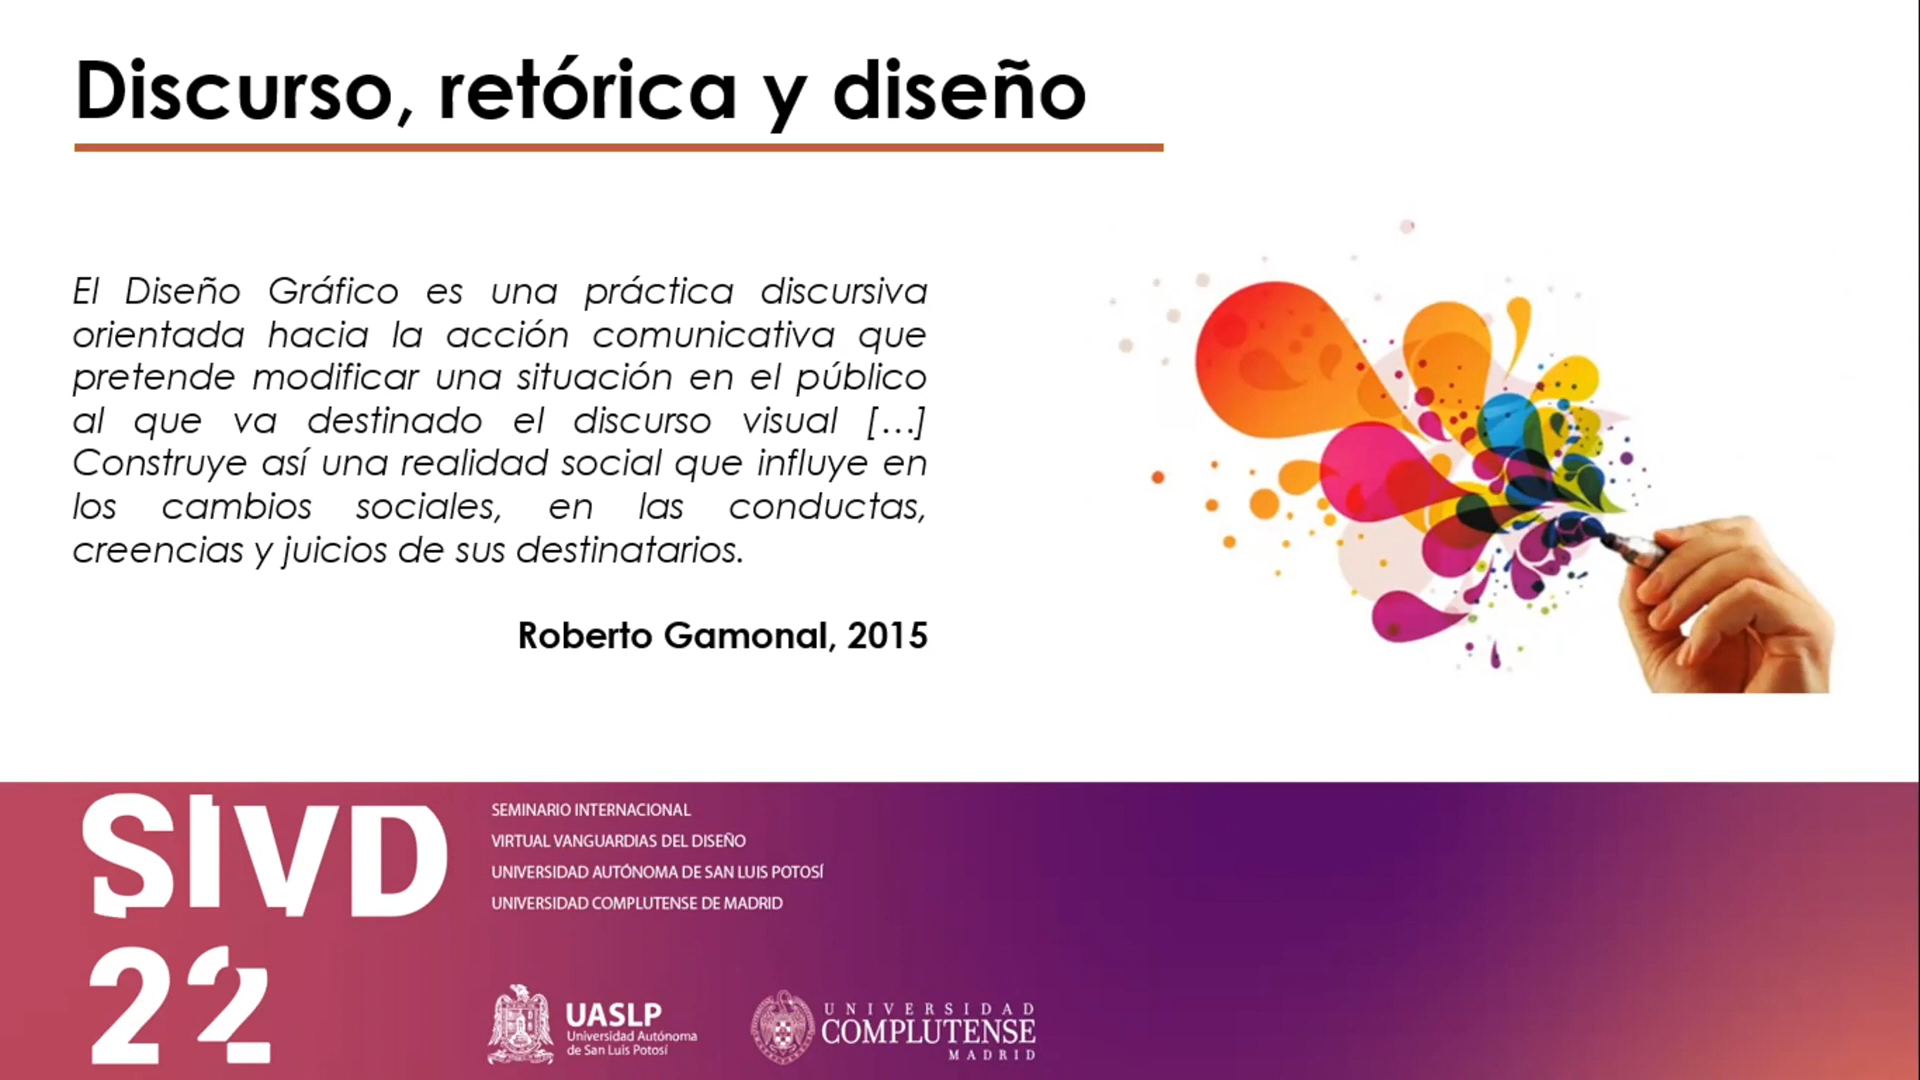 Discurso, retórica y diseño
El Diseño Gráfico es una práctica discursiva
orientada hacia la acción comunicativa que
pretende modificar una situación en el público
al que va destinado el discurso visual [...]
Construye así una realidad social que influye en
los cambios sociales, en las conductas,
creencias y juicios de sus destinatarios.
Roberto Gamonal, 2015
SIVD
22
SEMINARIO INTERNACIONAL
VIRTUAL VANGUARDIAS DEL DISEÑO
UNIVERSIDAD AUTÓNOMA DE SAN LUIS POTOSÍ
UNIVERSIDAD COMPLUTENSE DE MADRID
UASLP
Universidad Autónoma
de San Luis Potosí
UNIVERSIDAD
COMPLUTENSE
MADRID